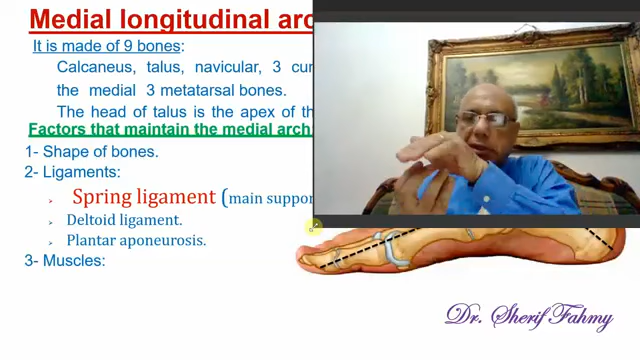 Medial longitudinal arc
It is made of 9 bones:
Calcaneus, talus, navicular, 3 cun
the medial 3 metatarsal bones.
The head of talus is the apex of th
Factors that maintain the medial arch
1- Shape of bones.
2- Ligaments:
Spring ligament (main suppor
Deltoid ligament.
Plantar aponeurosis.
3- Muscles:
Dr. Sherif Fahmy